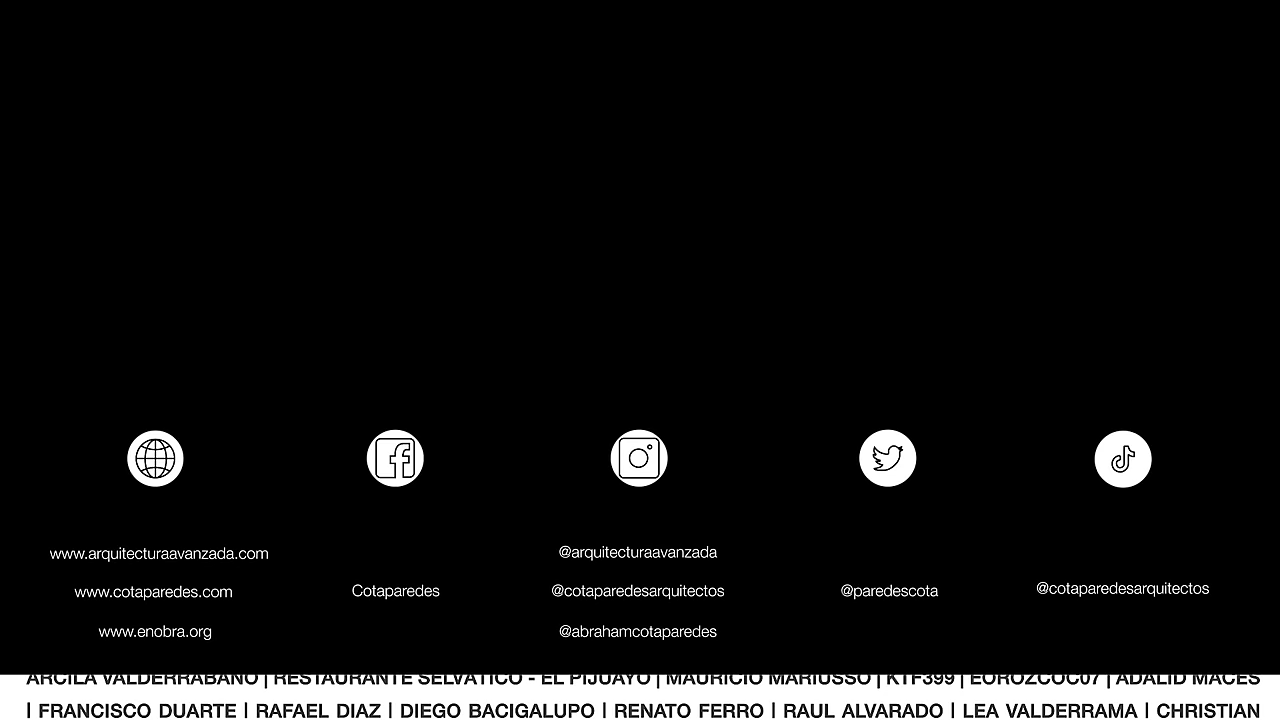 www.arquitecturaavanzada.com
www.cotaparedes.com
www.enobra.org
Cotaparedes
@arquitecturaavanzada
@cotaparedesarquitectos
@abrahamcotaparedes
@paredescota
@cotaparedesarquitectos
ARCILA VALDERRABANO | RESTAURANTE SELVATICO - EL PIJUAYO | MAURICIO MARIUSSO | KTF399 | EOROZCOC07 | ADALID MACES
| FRANCISCO DUARTE | RAFAEL DIAZ | DIEGO BACIGALUPO | RENATO FERRO | RAUL ALVARADO | LEA VALDERRAMA | CHRISTIAN